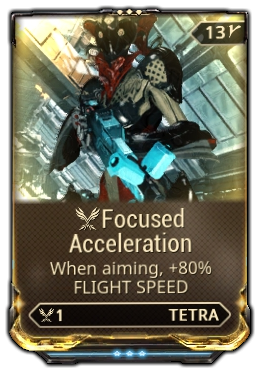 13
Focused
Acceleration
When aiming, +80%
FLIGHT SPEED
1 TETRA